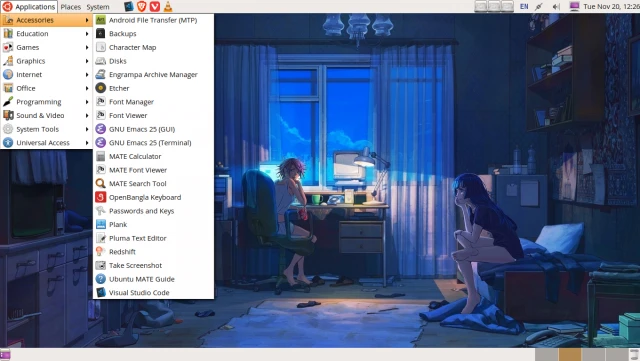 Applications Places System EN Tue Nov 20, 12:26
Accessories
Education
Games
Graphics
Internet
Office
Programming
Sound & Video
System Tools
Universal Access
Android File Transfer (MTP)
Backups
Character Map
Disks
Engrampa Archive Manager
Etcher
Font Manager
Font Viewer
GNU Emacs 25 (GUI)
GNU Emacs 25 (Terminal)
MATE Calculator
MATE Font Viewer
MATE Search Tool
OpenBangla Keyboard
Passwords and Keys
Plank
Pluma Text Editor
Redshift
Take Screenshot
Ubuntu MATE Guide
Visual Studio Code